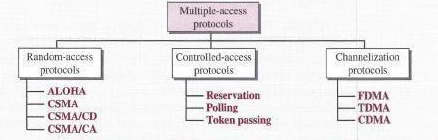 Multiple-access
protocols
Random-access
protocols
ALOHA
CSMA
CSMA/CD
CSMA/CA
Controlled-access
protocols
Reservation
Polling
Token passing
Channelization
protocols
FDMA
TDMA
CDMA